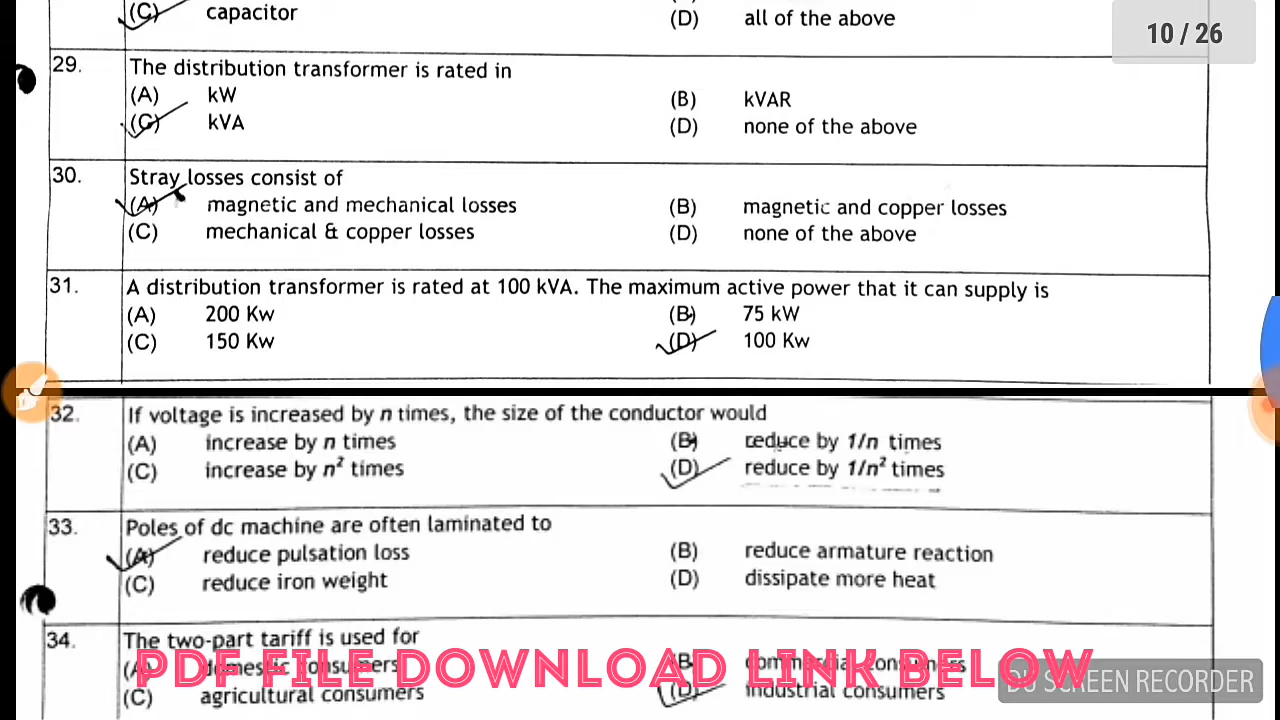 (C) capacitor (D) all of the above
10 / 26
29. The distribution transformer is rated in
(A) kW (B) kVAR
(C) kVA (D) none of the above
30. Stray losses consist of
(A) magnetic and mechanical losses (B) magnetic and copper losses
(C) mechanical & copper losses (D) none of the above
31. A distribution transformer is rated at 100 kVA. The maximum active power that it can supply is
(A) 200 Kw (B) 75 kW
(C) 150 Kw (D) 100 Kw
32. If voltage is increased by n times, the size of the conductor would
(A) increase by n times (B) reduce by 1/n times
(C) increase by n² times (D) reduce by 1/n² times
33. Poles of dc machine are often laminated to
(A) reduce pulsation loss (B) reduce armature reaction
(C) reduce iron weight (D) dissipate more heat
34. The two-part tariff is used for
(A) domestic consumers (B) commercial consumers
(C) agricultural consumers (D) industrial consumers
PDF FILE DOWNLOAD LINK BELOW
DU SCREEN RECORDER